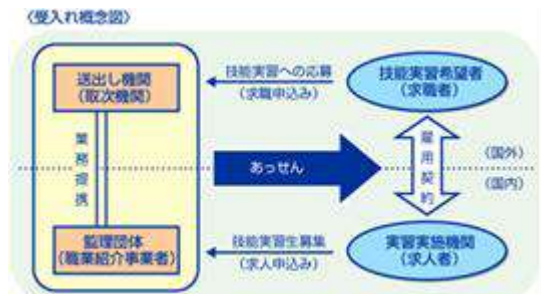 〈受入れ概念図〉
送出し機関
(取次機関)
技能実習への応募
(求職申込み)
技能実習希望者
(求職者)
業務提携
あっせん
雇用契約
(国外)
(国内)
監理団体
(職業紹介事業者)
技能実習生募集
(求人申込み)
実習実施機関
(求人者)